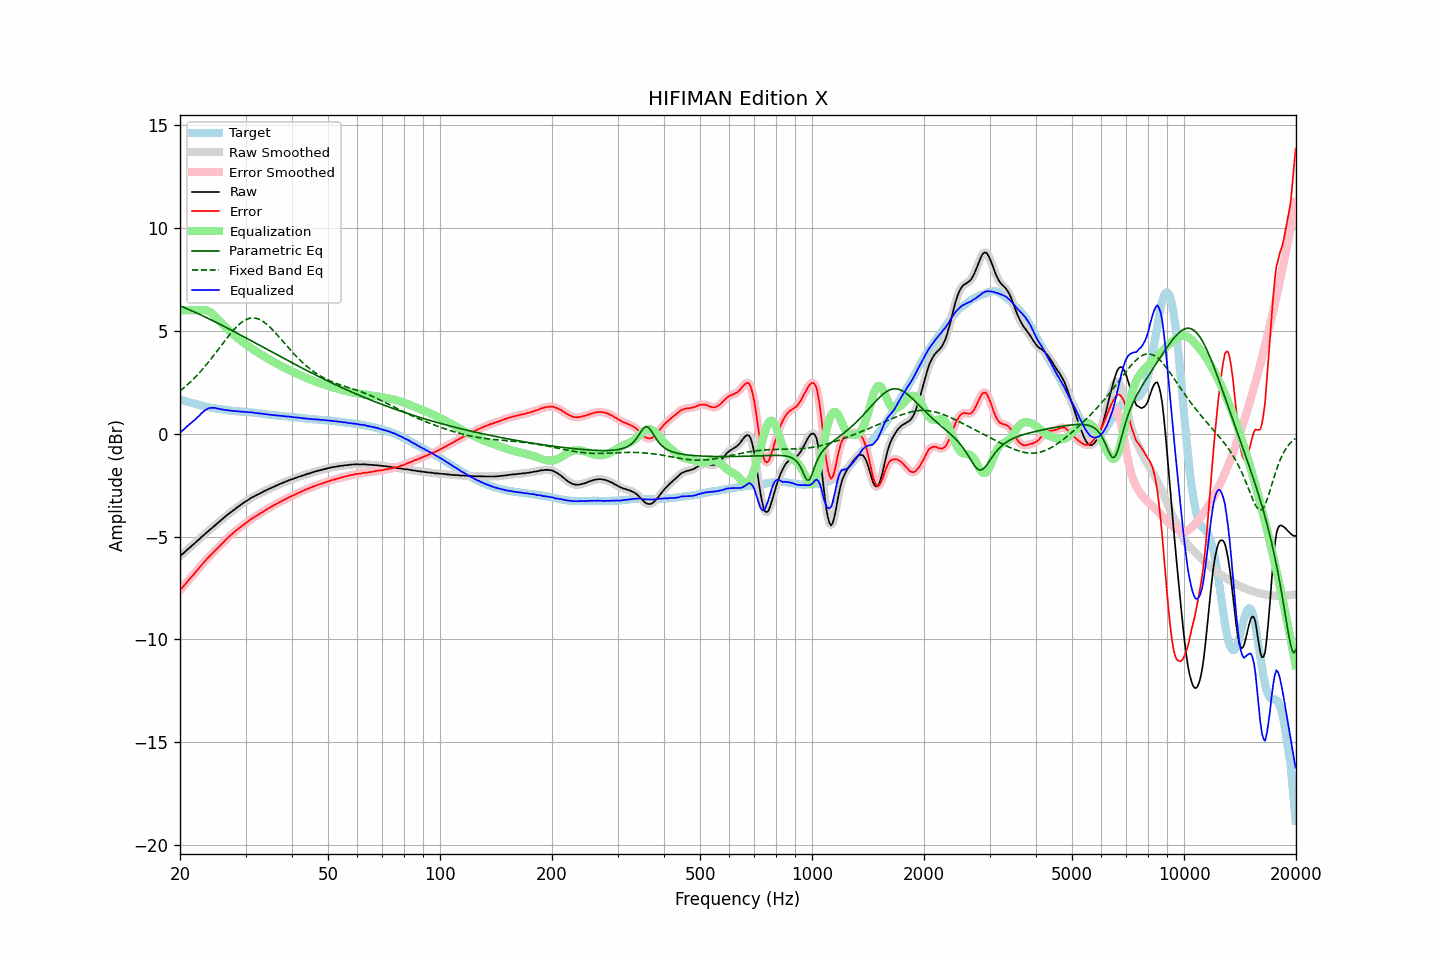 HIFIMAN Edition X
Target
Raw Smoothed
Error Smoothed
Raw
Error
Equalization
Parametric Eq
Fixed Band Eq
Equalized
15
10
5
0
−5
−10
−15
−20
Amplitude (dBr)
20
50
100
200
500
1000
2000
5000
10000
20000
Frequency (Hz)